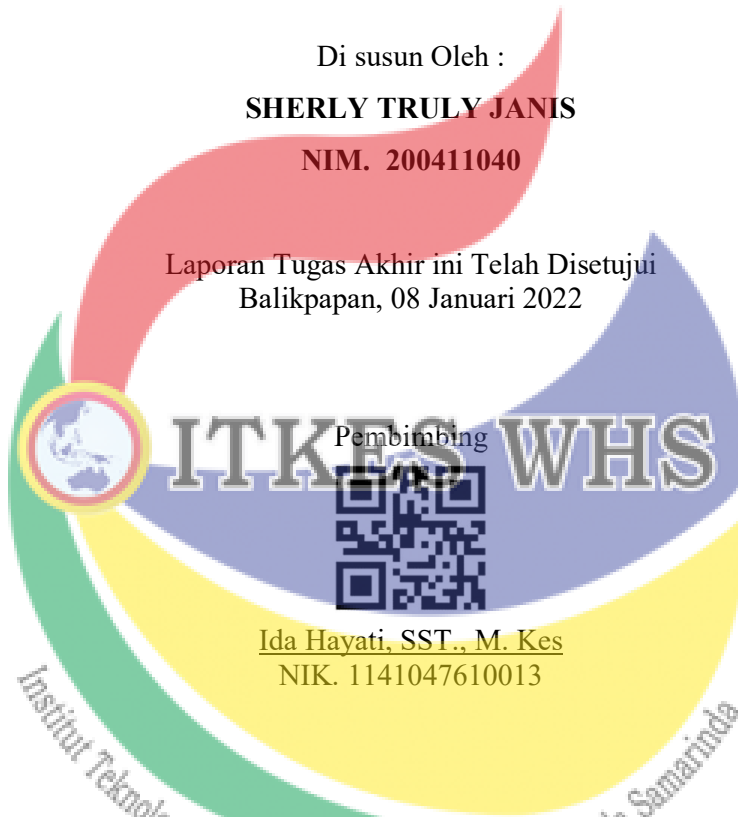 Di susun Oleh :
SHERLY TRULY JANIS
NIM. 200411040
Laporan Tugas Akhir ini Telah Disetujui
Balikpapan, 08 Januari 2022
Pembimbing
ITKES WHS
Ida Hayati, SST., M. Kes
NIK. 1141047610013
Institut
Samarinda